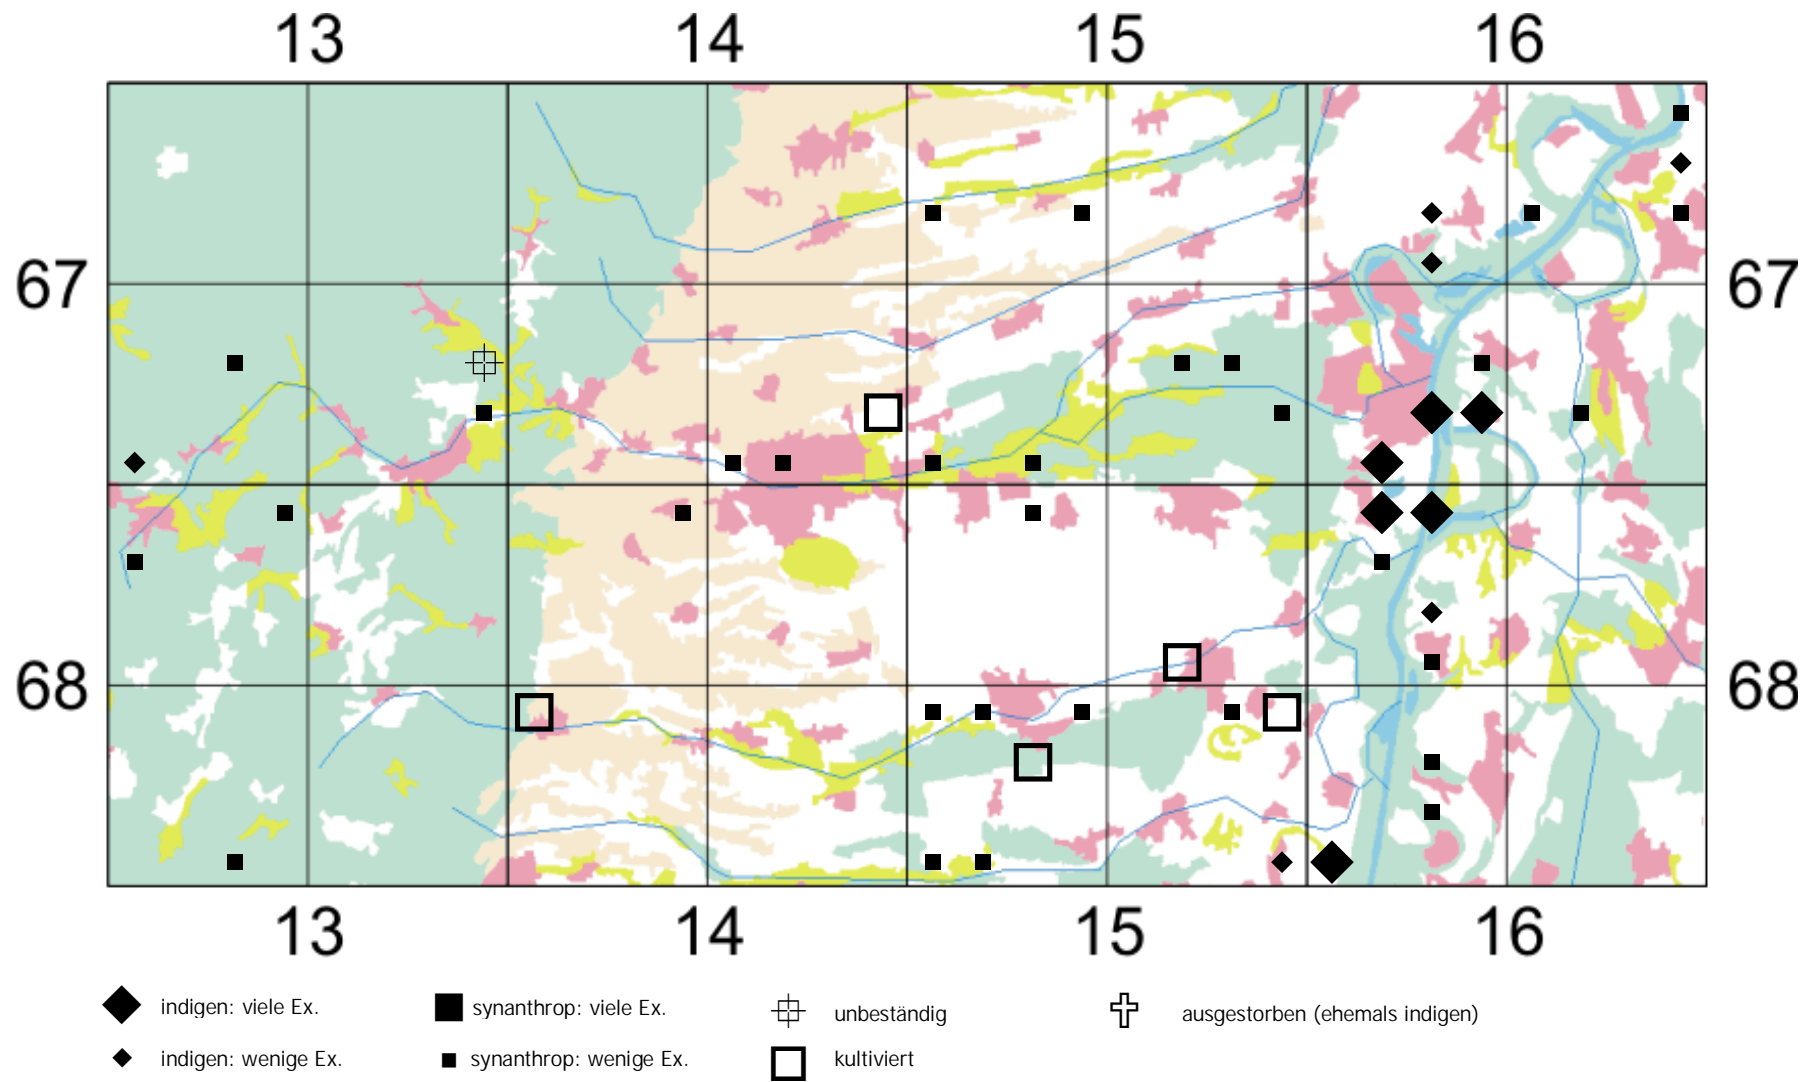 13 14 15 16
67 67
68 68
13 14 15 16
indigen: viele Ex. synanthrop: viele Ex. unbeständig ausgestorben (ehemals indigen)
indigen: wenige Ex. synanthrop: wenige Ex. kultiviert